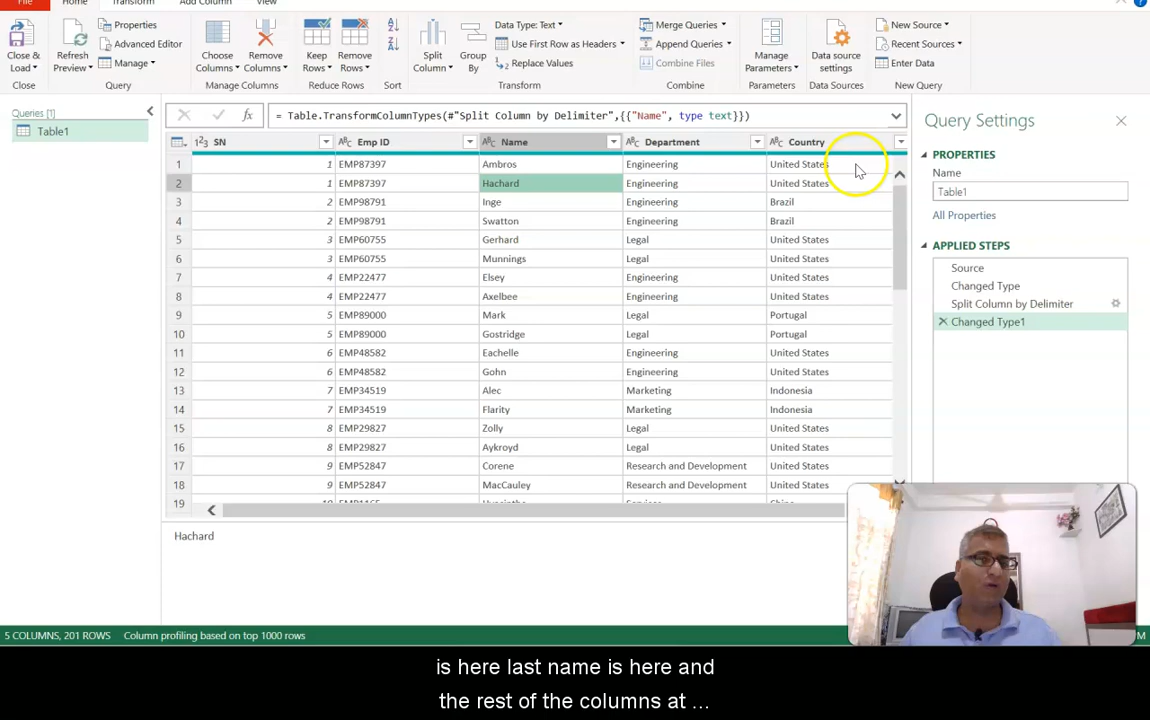 File Home Transform Add Column View
Close & Load Refresh Preview Properties Advanced Editor Manage Choose Columns Remove Columns Keep Rows Remove Rows Split Column Group By Data Type: Text Use First Row as Headers Replace Values Merge Queries Append Queries Combine Files Manage Parameters Data source settings New Source Recent Sources Enter Data
Close Query Manage Columns Reduce Rows Sort Transform Combine Parameters Data Sources New Query
Queries [1]
Table1
= Table.TransformColumnTypes(#"Split Column by Delimiter",{{"Name", type text}})
SN Emp ID Name Department Country
1 1 EMP87397 Ambros Engineering United States
2 1 EMP87397 Hachard Engineering United States
3 2 EMP98791 Inge Engineering Brazil
4 2 EMP98791 Swatton Engineering Brazil
5 3 EMP60755 Gerhard Legal United States
6 3 EMP60755 Munnings Legal United States
7 4 EMP22477 Elsey Engineering United States
8 4 EMP22477 Axelbee Engineering United States
9 5 EMP89000 Mark Legal Portugal
10 5 EMP89000 Gostridge Legal Portugal
11 6 EMP48582 Eachelle Engineering United States
12 6 EMP48582 Gohn Engineering United States
13 7 EMP34519 Alec Marketing Indonesia
14 7 EMP34519 Flarity Marketing Indonesia
15 8 EMP29827 Zolly Legal United States
16 8 EMP29827 Aykroyd Legal United States
17 9 EMP52847 Corene Research and Development United States
18 9 EMP52847 MacCauley Research and Development United States
19
Query Settings
PROPERTIES
Name
Table1
All Properties
APPLIED STEPS
Source
Changed Type
Split Column by Delimiter
Changed Type1
Hachard
5 COLUMNS, 201 ROWS Column profiling based on top 1000 rows
is here last name is here and
the rest of the columns at ...